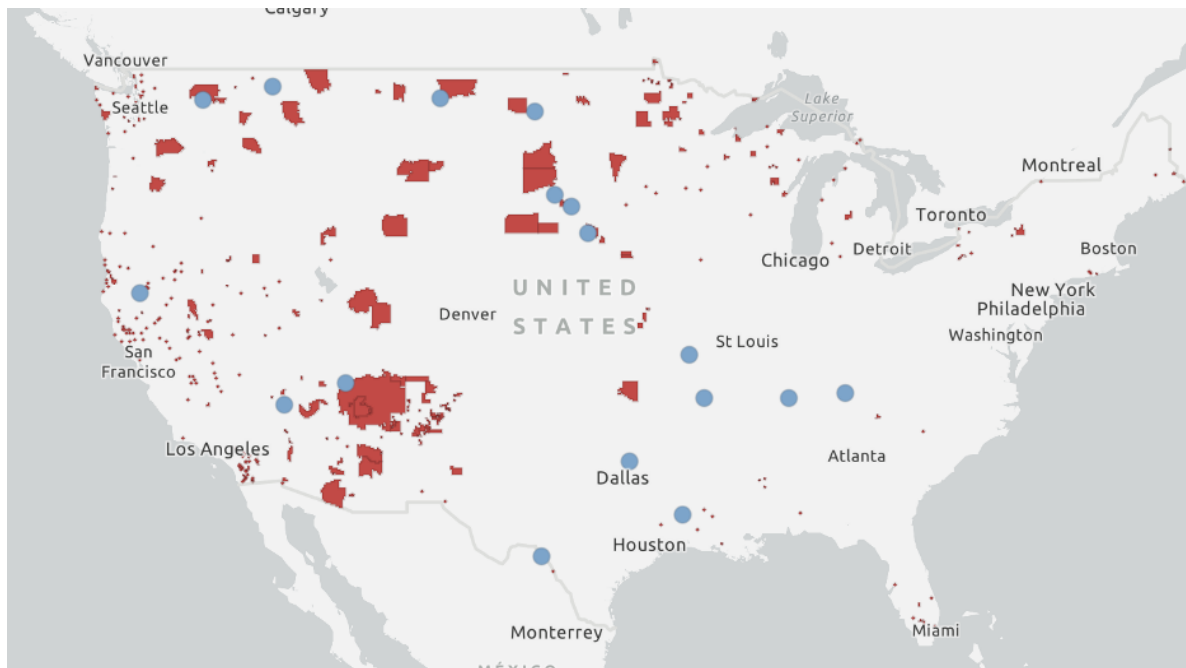 Calgary
Vancouver
Seattle
Lake
Superior
Montreal
Toronto
Boston
Detroit
Chicago
UNITED
STATES
New York
Philadelphia
Denver
Washington
St Louis
San
Francisco
Los Angeles
Atlanta
Dallas
Houston
Monterrey
Miami
MÉXICO